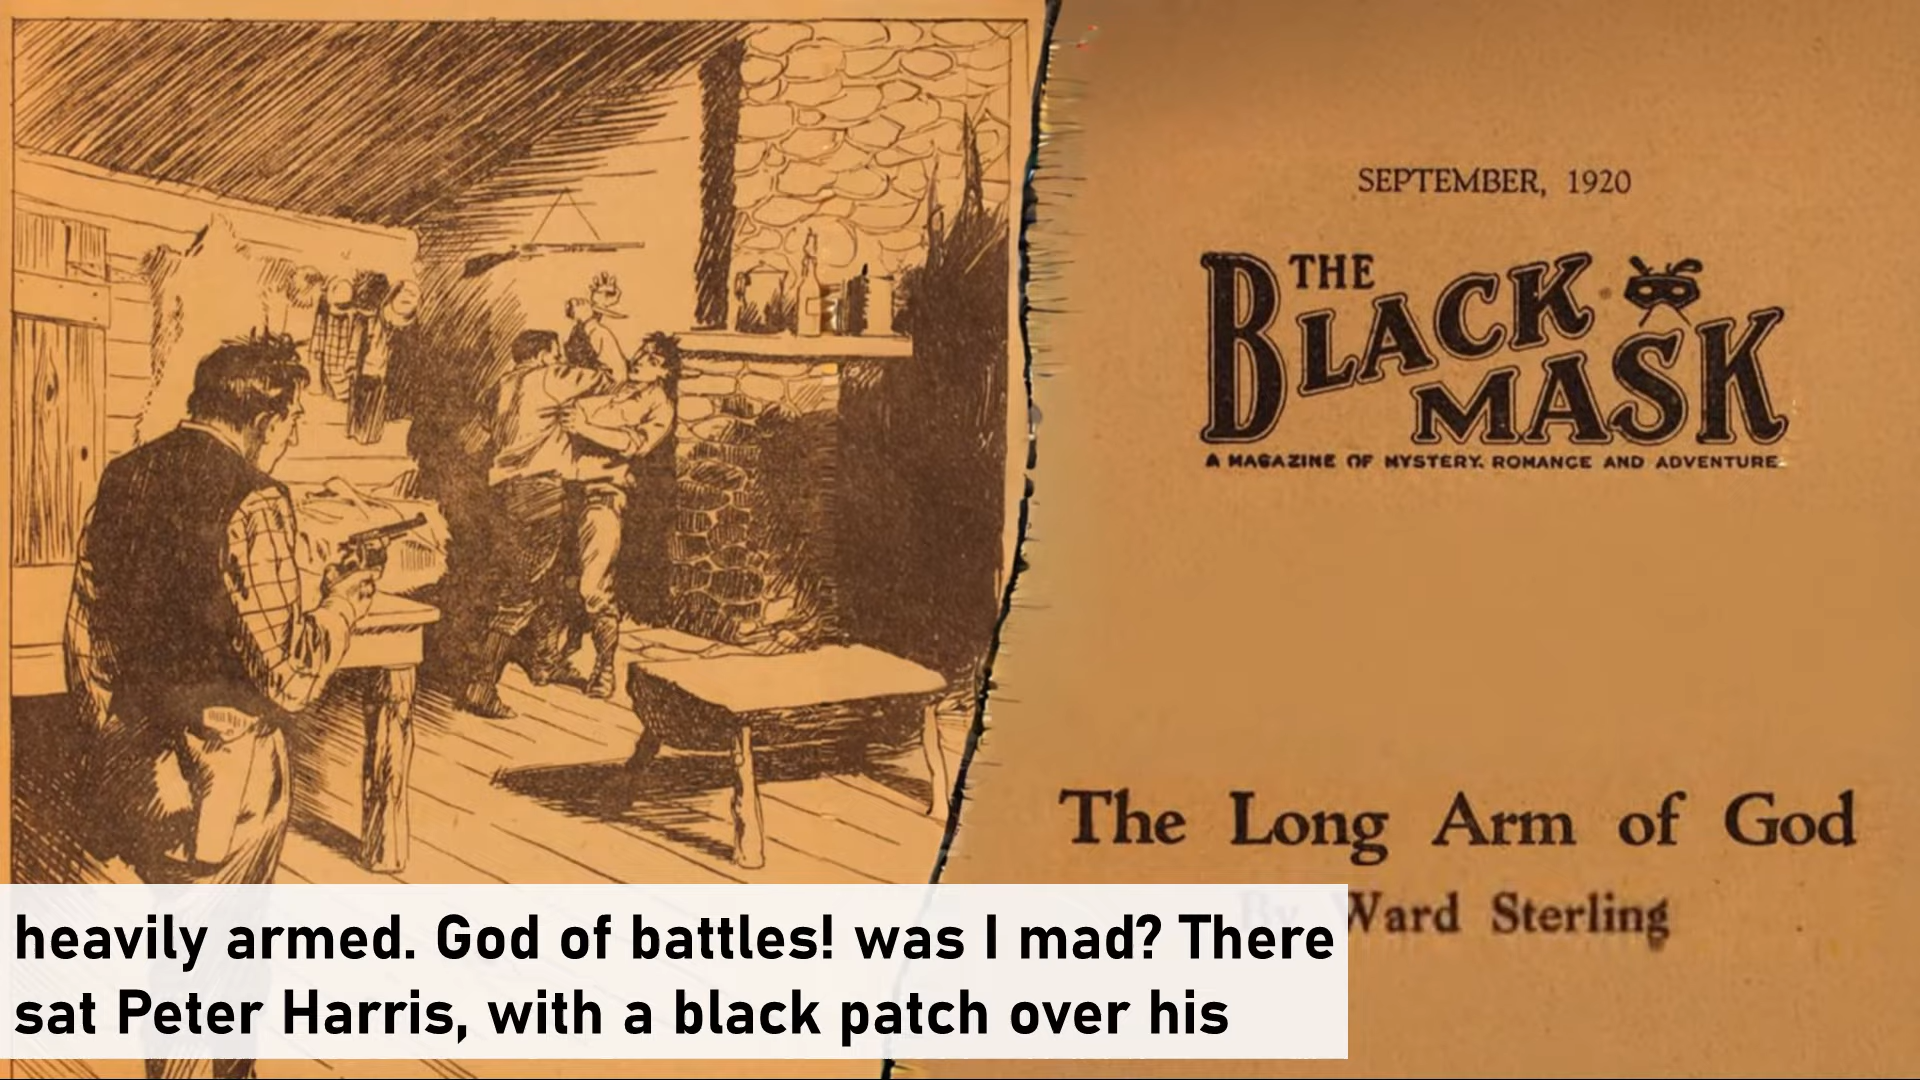 SEPTEMBER, 1920
THE
BLACK
MASK
A MAGAZINE OF MYSTERY, ROMANCE AND ADVENTURE
The Long Arm of God
By Ward Sterling
heavily armed. God of battles! was I mad? There
sat Peter Harris, with a black patch over his